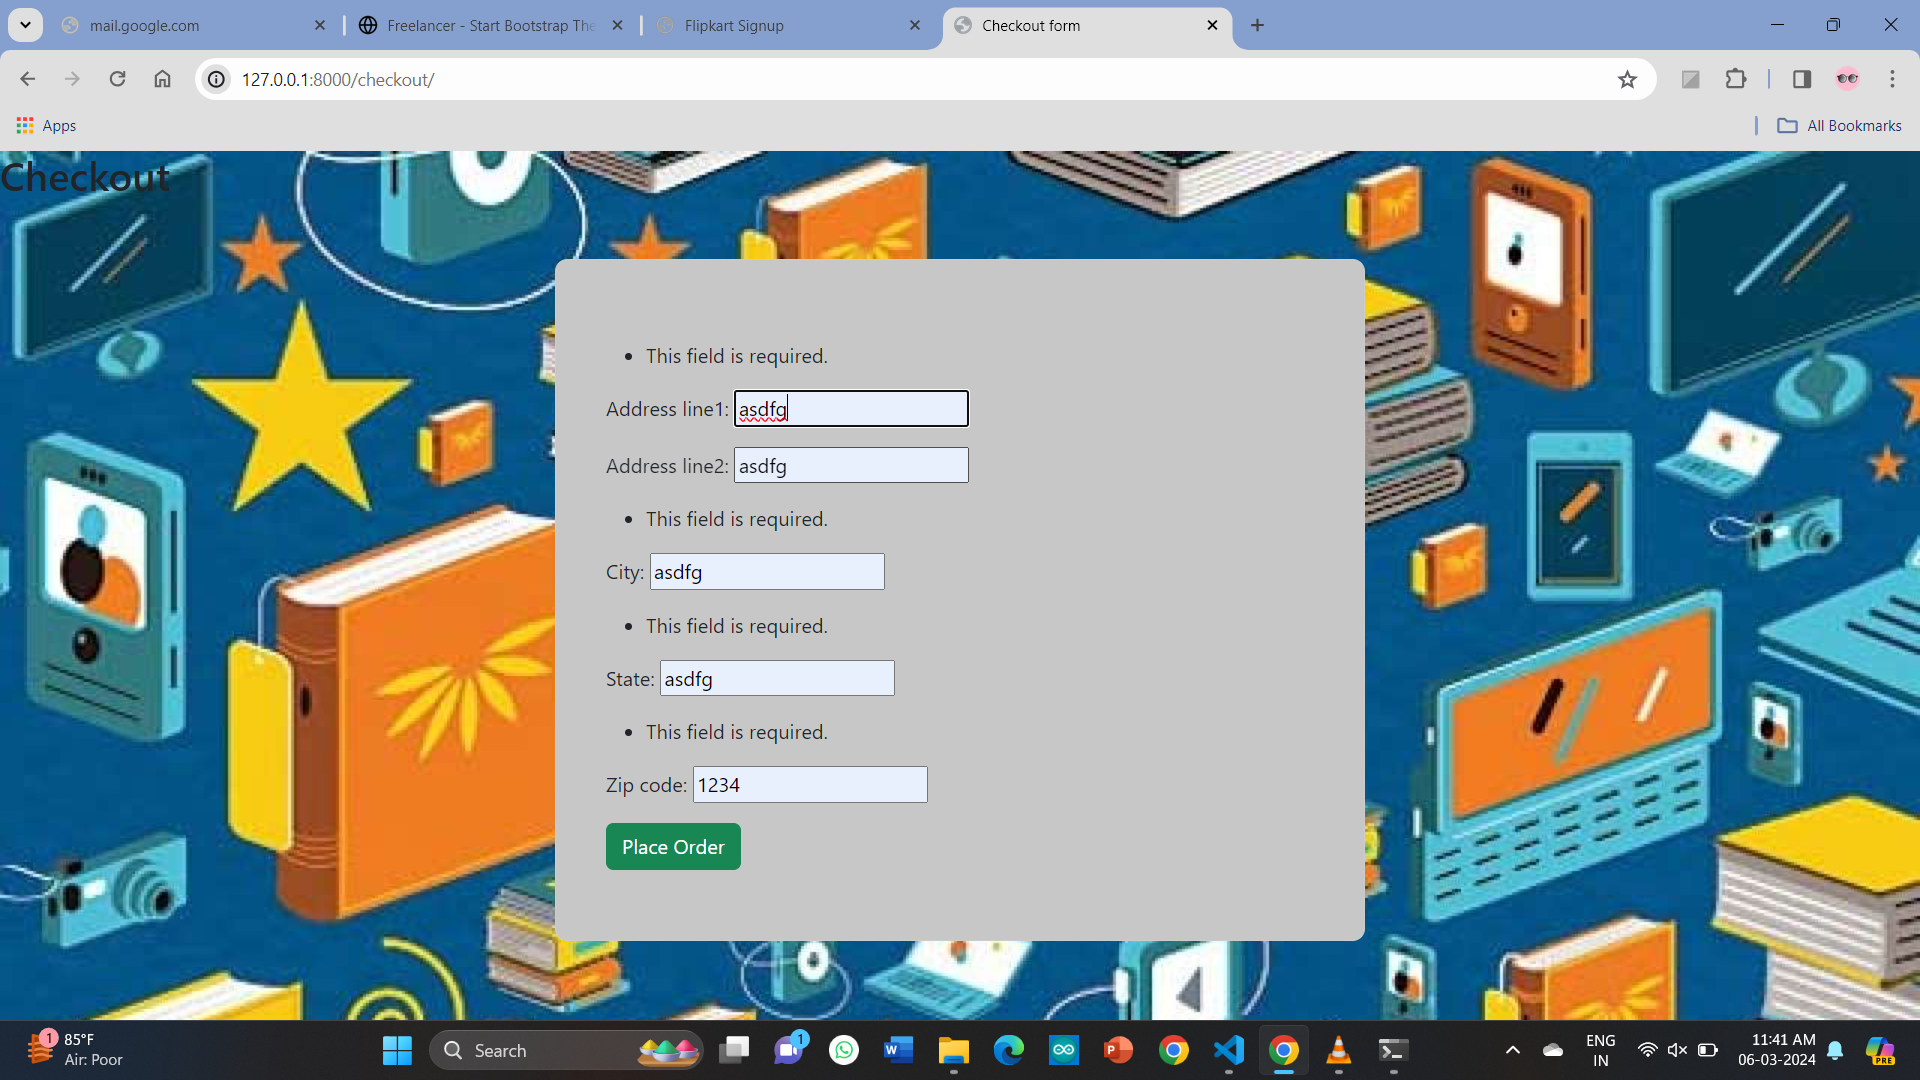 mail.google.com
Freelancer - Start Bootstrap The
Flipkart Signup
Checkout form
127.0.0.1:8000/checkout/
Apps
All Bookmarks
Checkout
This field is required.
Address line1: asdfg
Address line2: asdfg
This field is required.
City: asdfg
This field is required.
State: asdfg
This field is required.
Zip code: 1234
Place Order
1
85°F
Air: Poor
Search
1
W
P
ENG
IN
11:41 AM
06-03-2024
PRE